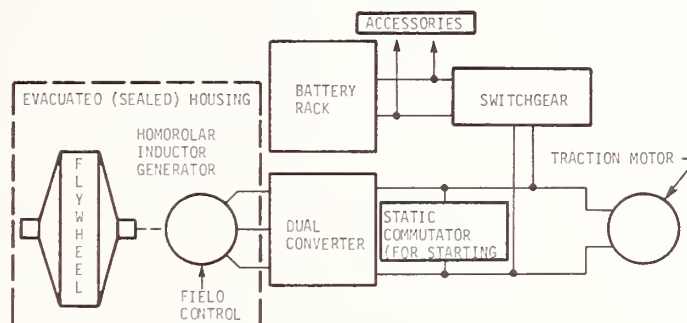 ACCESSORIES
EVACUATEO (SEALED) HOUSING
BATTERY
RACK
SWITCHGEAR
HOMOROLAR
INDUCTOR
GENERATOR
FLYWHEEL
TRACTION MOTOR
DUAL
CONVERTER
STATIC
COMMUTATOR
(FOR STARTING
FIELO
CONTROL